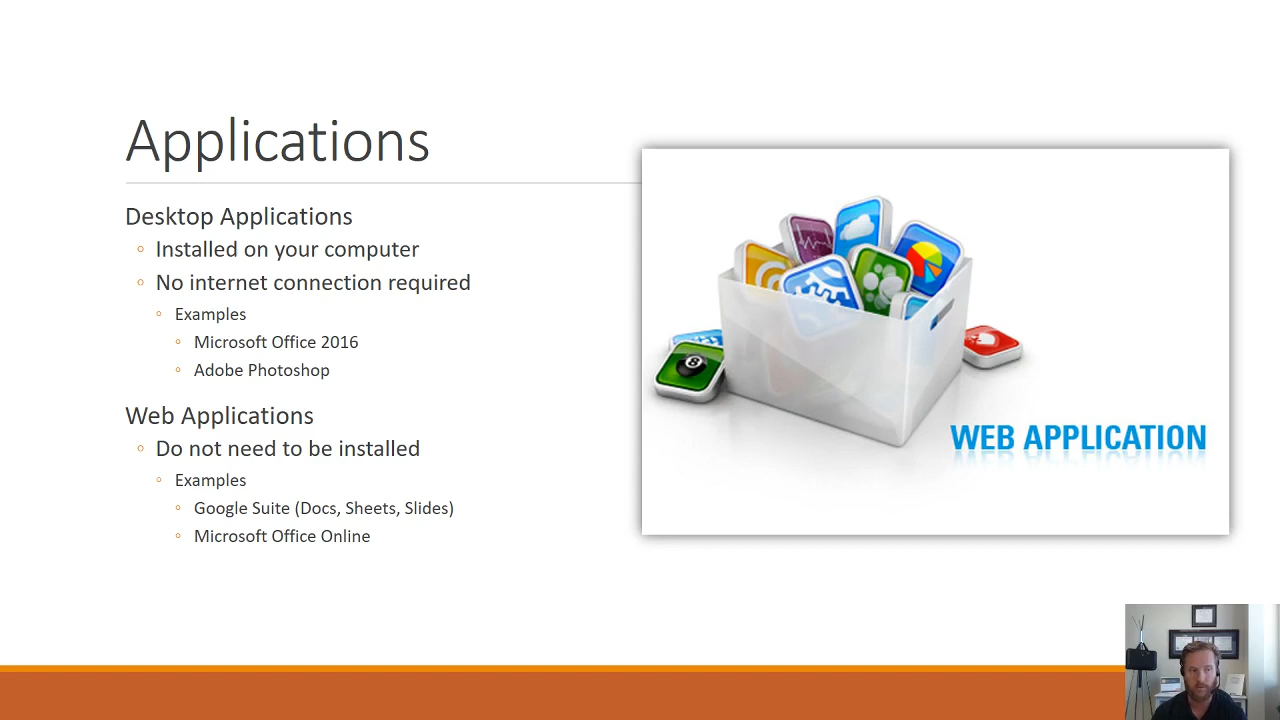 Applications
Desktop Applications
Installed on your computer
No internet connection required
Examples
Microsoft Office 2016
Adobe Photoshop
Web Applications
Do not need to be installed
Examples
Google Suite (Docs, Sheets, Slides)
Microsoft Office Online
8
WEB APPLICATION